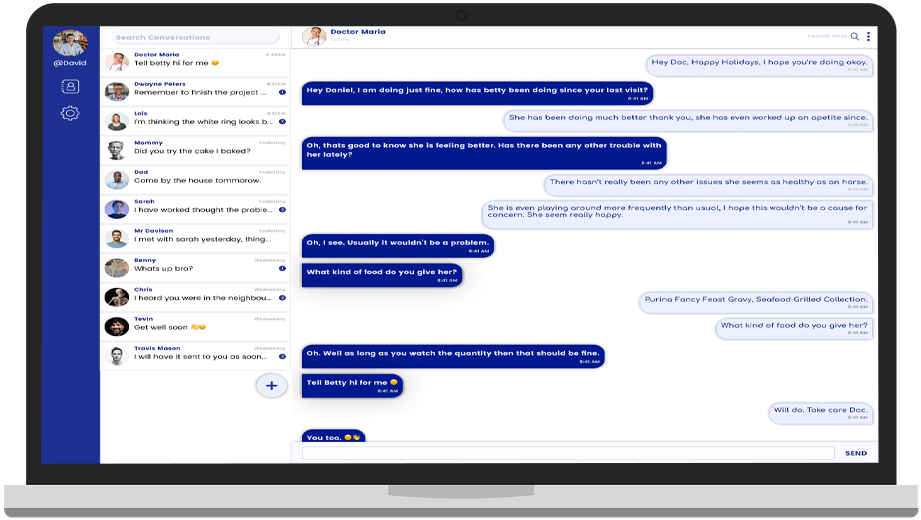 @David
Search Conversations
Doctor Maria
8:45AM
Tell betty hi for me 😊
Dwayne Peters
Remember to finish the project ...
Lois
I'm thinking the white ring looks b...
Mommy
Yesterday
Did you try the cake I baked?
Dad
Yesterday
Come by the house tommorow.
Sarah
Yesterday
I have worked thought the proble...
Mr Davison
Yesterday
I met with sarah yesterday, thing...
Benny
Wednesday
Whats up bro?
Chris
Wednesday
I heard you were in the neighbou...
Tevin
Wednesday
Get well soon 👋😊
Travis Mason
Wednesday
I will have it sent to you as soon...
+
Doctor Maria
Search Chat
Hey Doc, Happy Holidays, I hope you're doing okay.
8:41 AM
Hey Daniel, I am doing just fine, how has betty been doing since your last visit?
8:41 AM
She has been doing much better thank you, she has even worked up an apetite since.
8:41 AM
Oh, thats good to know she is feeling better. Has there been any other trouble with
her lately?
8:41 AM
There hasn't really been any other issues she seems as healthy as an horse.
8:41 AM
She is even playing around more frequently than usual, I hope this wouldn't be a cause for
concern. She seem really happy.
8:41 AM
Oh, I see. Usually it wouldn't be a problem.
8:41 AM
What kind of food do you give her?
8:41 AM
Purina Fancy Feast Gravy, Seafood Grilled Collection.
8:41 AM
What kind of food do you give her?
8:41 AM
Oh. Well as long as you watch the quantity then that should be fine.
8:41 AM
Tell Betty hi for me 😊
8:41 AM
Will do. Take care Doc.
8:41 AM
You too. 😊👋
SEND